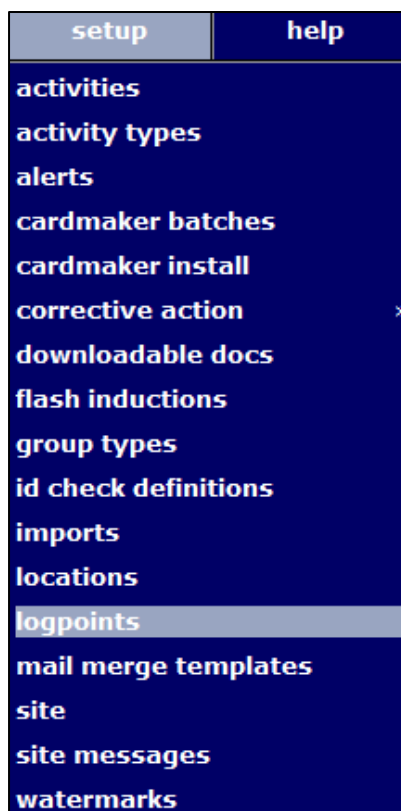 setup help
activities
activity types
alerts
cardmaker batches
cardmaker install
corrective action
downloadable docs
flash inductions
group types
id check definitions
imports
locations
logpoints
mail merge templates
site
site messages
watermarks